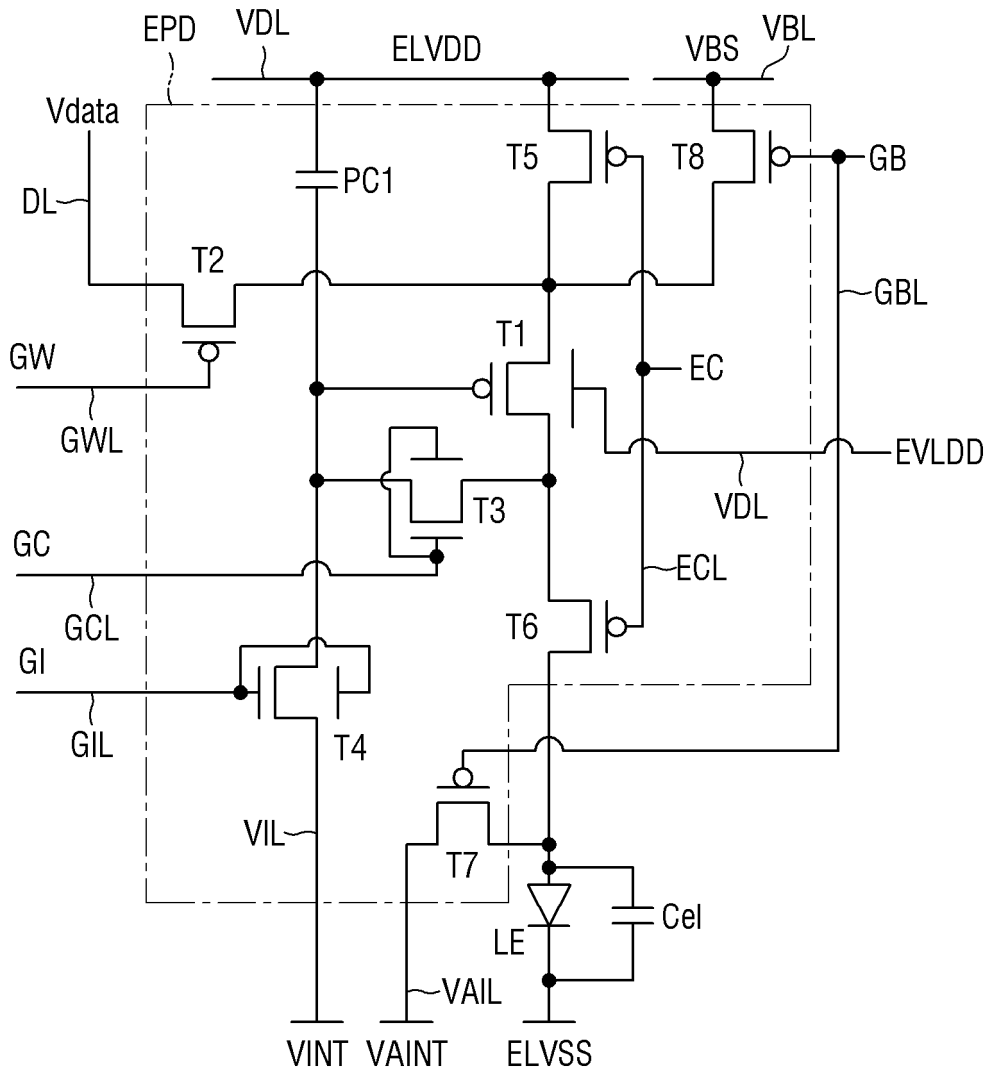 EPD
VDL
ELVDD
VBS
VBL
Vdata
T5
T8
GB
PC1
DL
T2
GBL
T1
GW
EC
GWL
EVLDD
T3
VDL
GC
ECL
GCL
T6
GI
GIL
T4
VIL
T7
Cel
LE
VAIL
VINT
VAINT
ELVSS